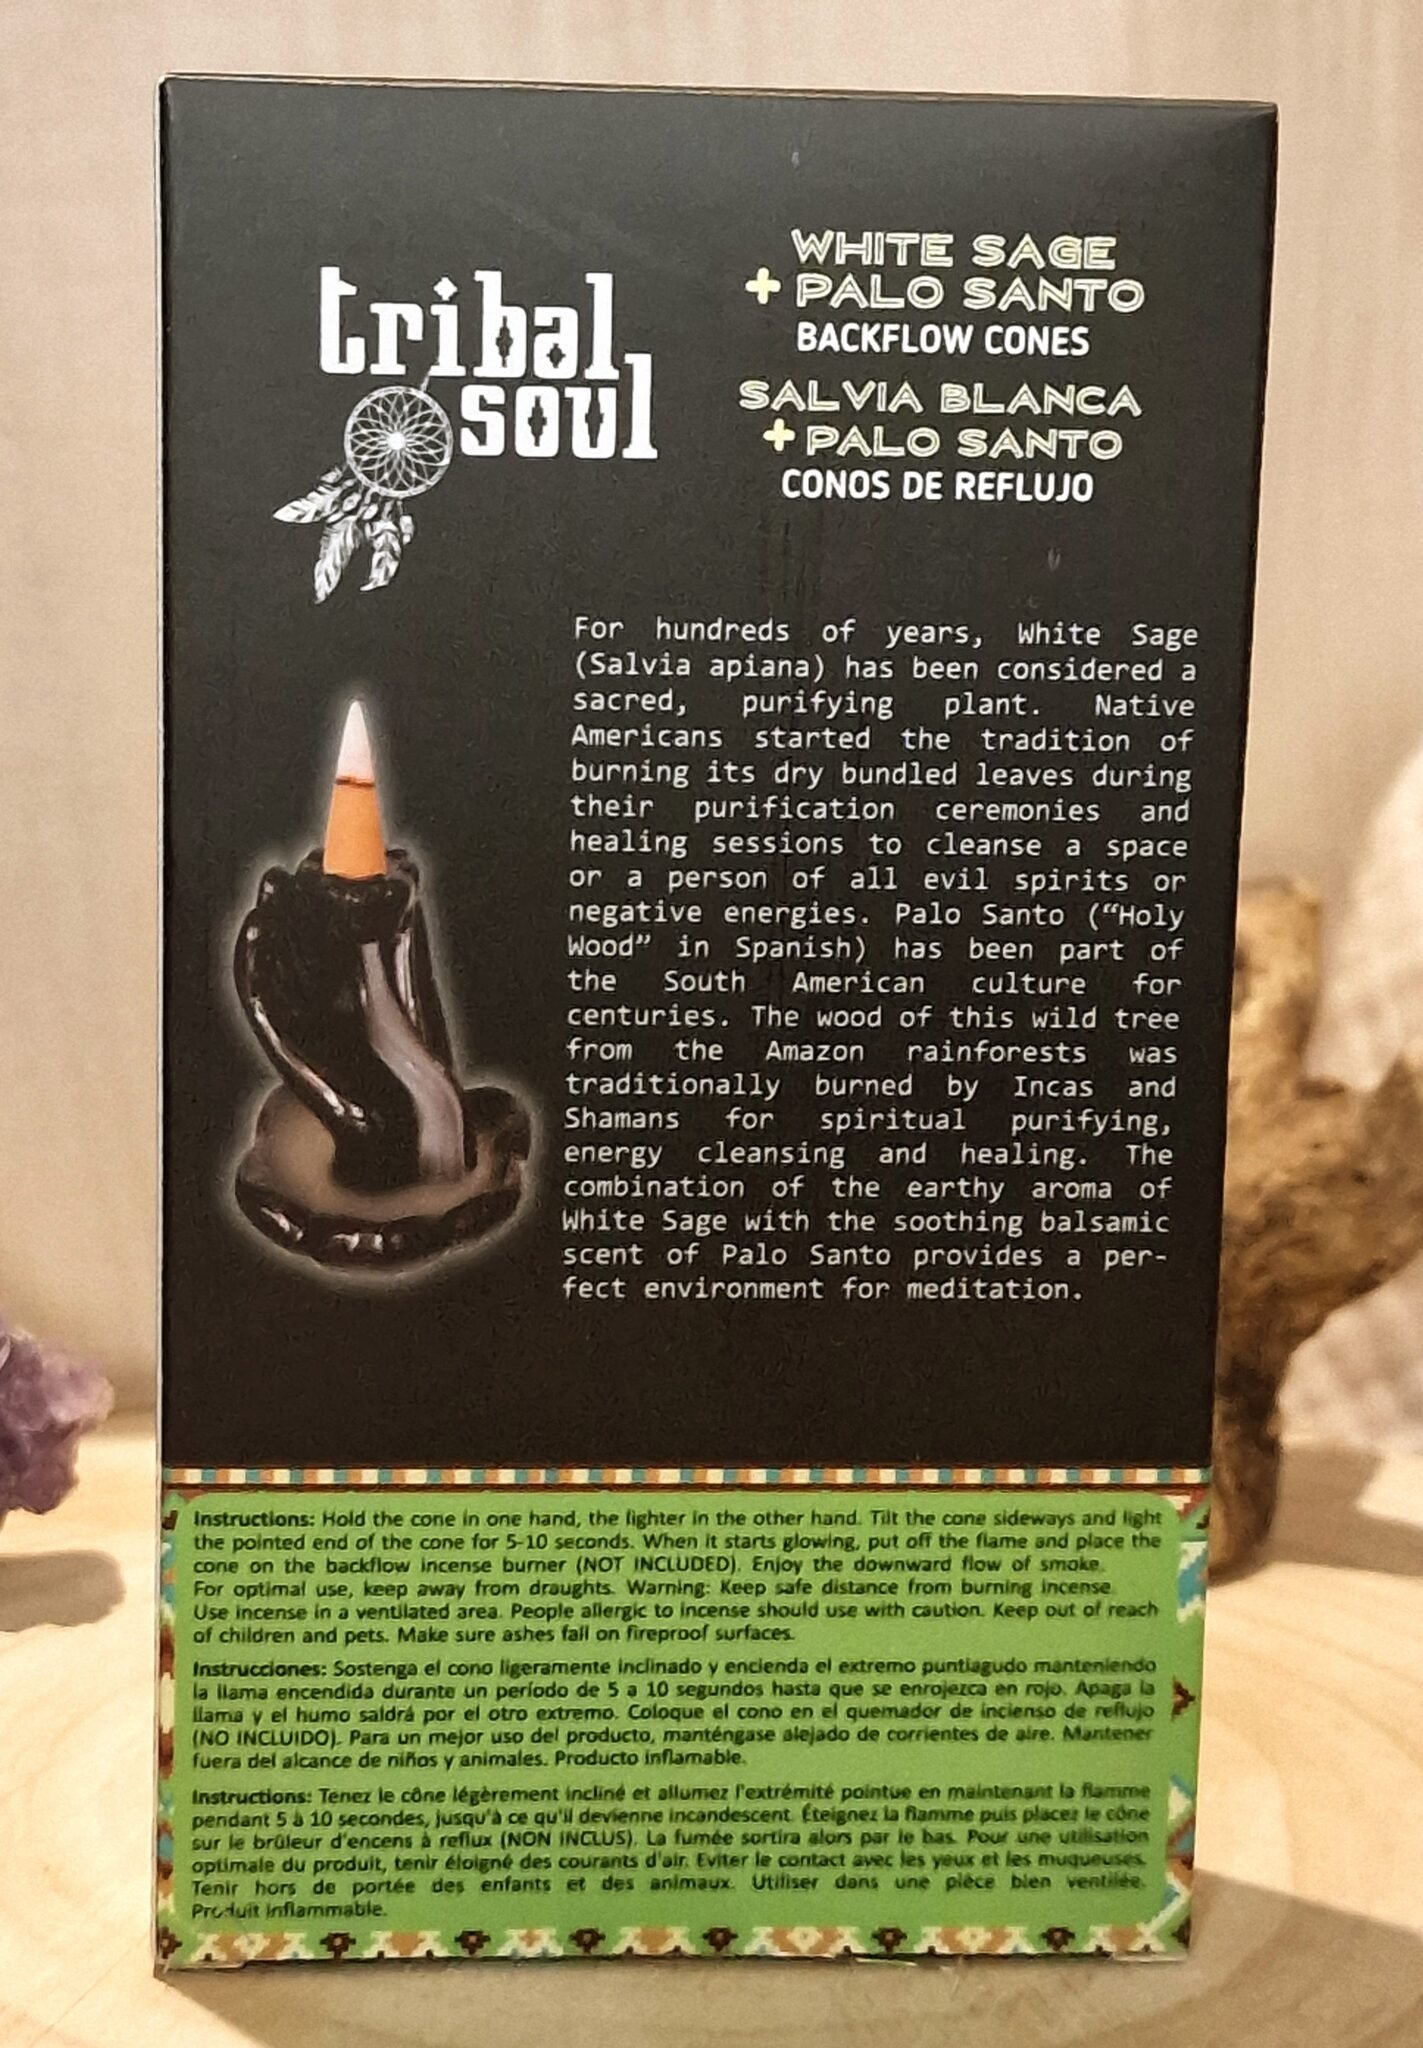 tribal
soul
WHITE SAGE
+ PALO SANTO
BACKFLOW CONES
SALVIA BLANCA
+ PALO SANTO
CONOS DE REFLUJO
For hundreds of years, White Sage
(Salvia apiana) has been considered a
sacred, purifying plant. Native
Americans started the tradition of
burning its dry bundled leaves during
their purification ceremonies and
healing sessions to cleanse a space
or a person of all evil spirits or
negative energies. Palo Santo (“Holy
Wood” in Spanish) has been part of
the South American culture for
centuries. The wood of this wild tree
from the Amazon rainforests was
traditionally burned by Incas and
Shamans for spiritual purifying,
energy cleansing and healing. The
combination of the earthy aroma of
White Sage with the soothing balsamic
scent of Palo Santo provides a per-
fect environment for meditation.
Instructions: Hold the cone in one hand, the lighter in the other hand. Tilt the cone sideways and light
the pointed end of the cone for 5-10 seconds. When it starts glowing, put off the flame and place the
cone on the backflow incense burner (NOT INCLUDED). Enjoy the downward flow of smoke.
For optimal use, keep away from draughts. Warning: Keep safe distance from burning incense.
Use incense in a ventilated area. People allergic to incense should use with caution. Keep out of reach
of children and pets. Make sure ashes fall on fireproof surfaces.
Instrucciones: Sostenga el cono ligeramente inclinado y encienda el extremo puntiagudo manteniendo
la llama encendida durante un período de 5 a 10 segundos hasta que se enrojezca en rojo. Apaga la
llama y el humo saldrá por el otro extremo. Coloque el cono en el quemador de incienso de reflujo
(NO INCLUIDO). Para un mejor uso del producto, manténgase alejado de corrientes de aire. Mantener
fuera del alcance de niños y animales. Producto inflamable.
Instructions: Tenez le cône légèrement incliné et allumez l'extrémité pointue en maintenant la flamme
pendant 5 à 10 secondes, jusqu'à ce qu'il devienne incandescent. Éteignez la flamme puis placez le cône
sur le brûleur d'encens à reflux (NON INCLUS). La fumée sortira alors par le bas. Pour une utilisation
optimale du produit, tenir éloigné des courants d'air. Eviter le contact avec les yeux et les muqueuses.
Tenir hors de portée des enfants et des animaux. Utiliser dans une pièce bien ventilée.
Produit inflammable.